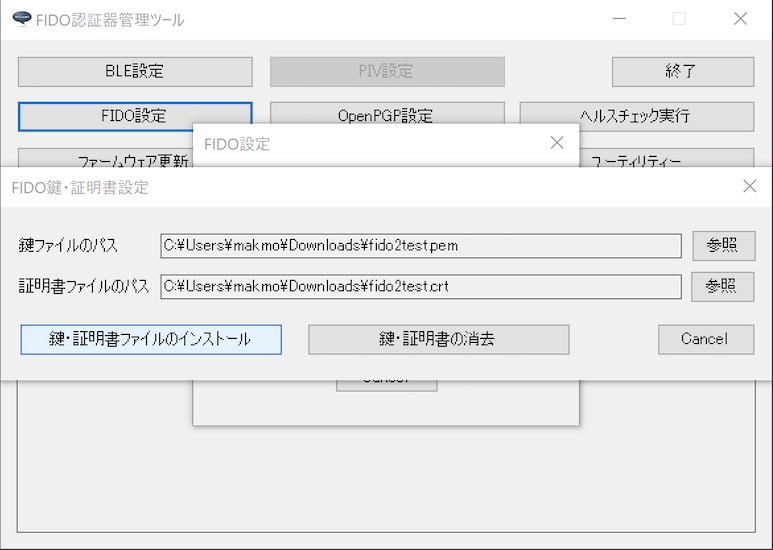 FIDO認証器管理ツール
BLE設定 PIV設定 終了
FIDO設定 OpenPGP設定 ヘルスチェック実行
FIDO設定
ファームウェア更新 ユーティリティー
FIDO鍵・証明書設定
鍵ファイルのパス C:¥Users¥makmo¥Downloads¥fido2test.pem 参照
証明書ファイルのパス C:¥Users¥makmo¥Downloads¥fido2test.crt 参照
鍵・証明書ファイルのインストール 鍵・証明書の消去 Cancel
Cancel